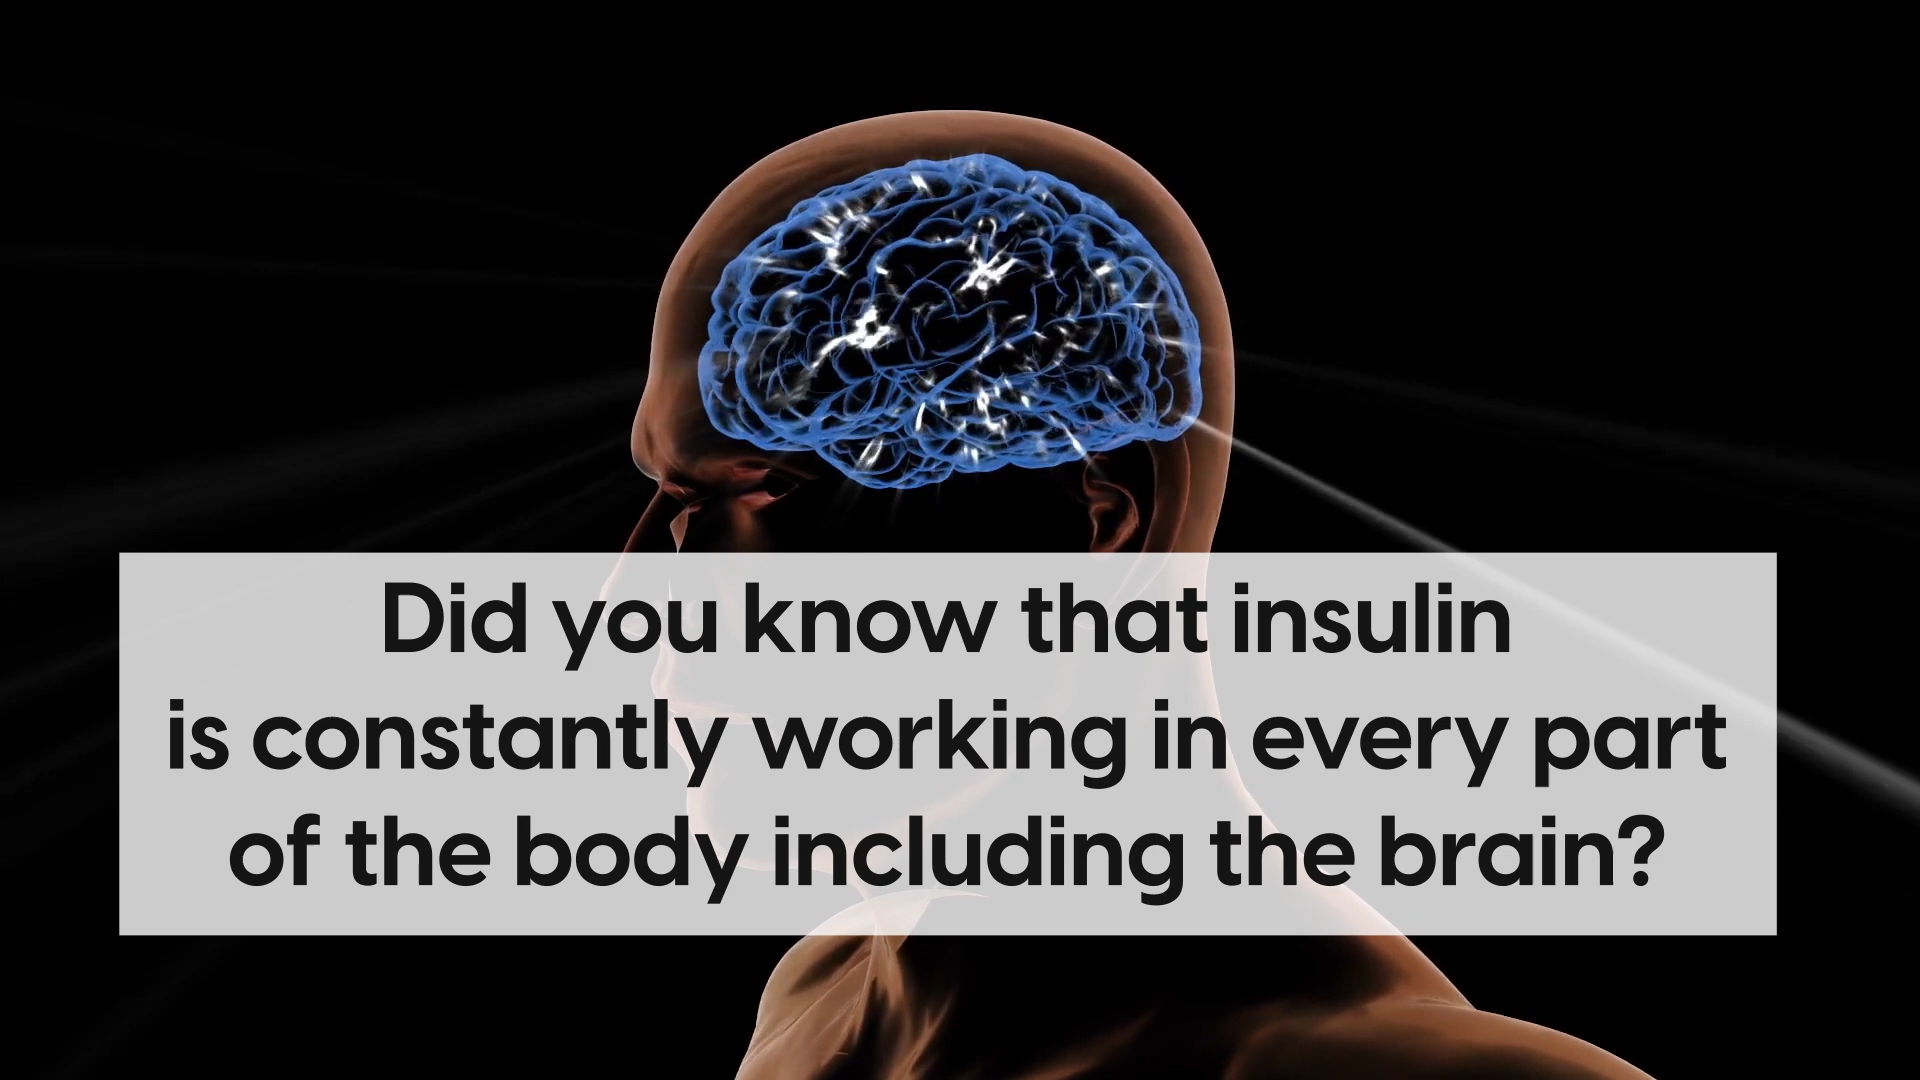 Did you know that insulin
is constantly working in every part
of the body including the brain?